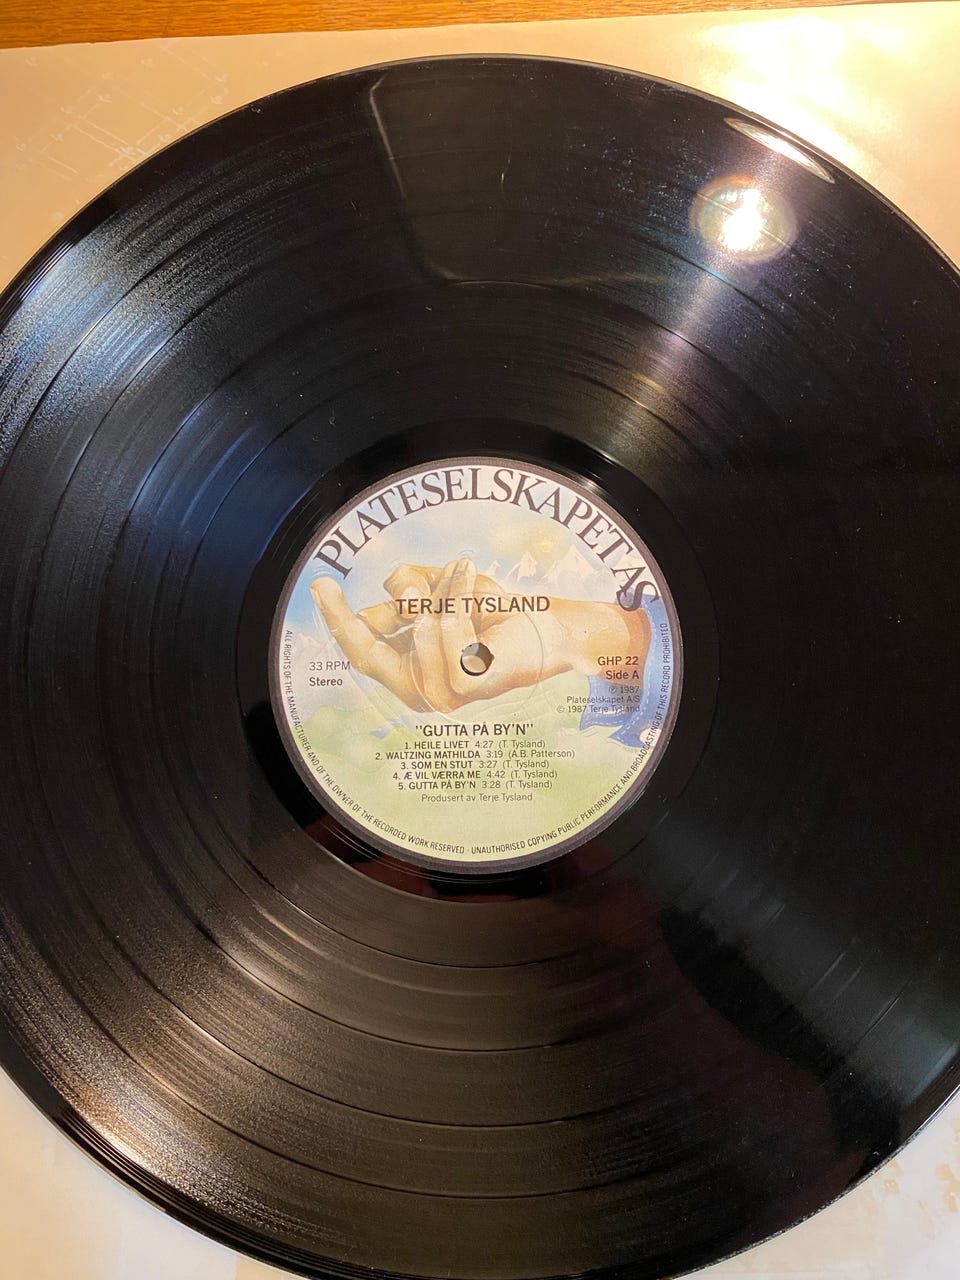 PLATESELSKAPET AS
TERJE TYSLAND
33 RPM
Stereo
GHP 22
Side A
℗ 1987
Plateselskapet A/S
© 1987 Terje Tysland
"GUTTA PÅ BY'N"
1. HEILE LIVET 4:27 (T. Tysland)
2. WALTZING MATHILDA 3:19 (A.B. Patterson)
3. SOM EN STUT 3:27 (T. Tysland)
4. Æ VIL VÆRRA ME 4:42 (T. Tysland)
5. GUTTA PÅ BY'N 3:28 (T. Tysland)
Produsert av Terje Tysland
ALL RIGHTS OF THE MANUFACTURER AND OF THE OWNER OF THE RECORDED WORK RESERVED · UNAUTHORISED COPYING PUBLIC PERFORMANCE AND BROADCASTING OF THIS RECORD PROHIBITED